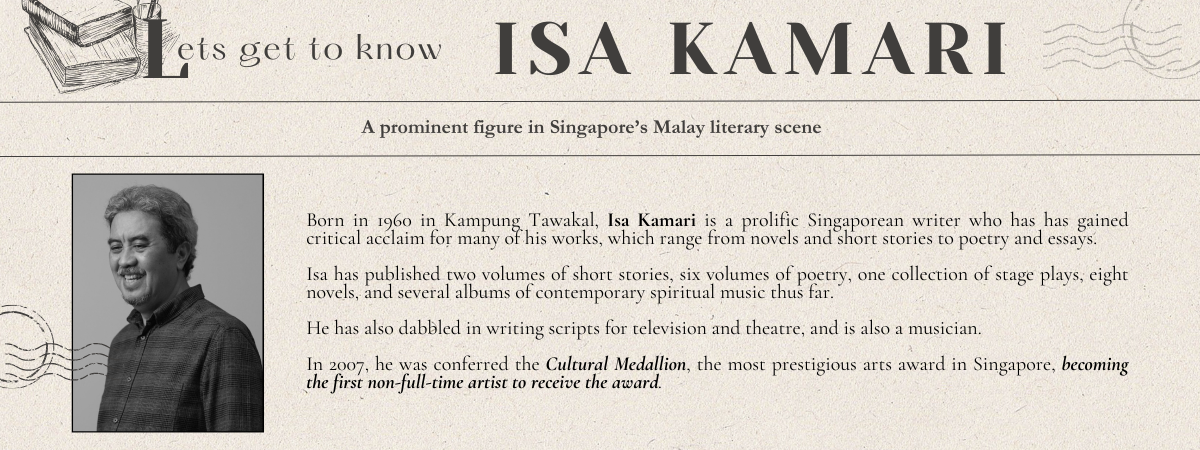 Lets get to know ISA KAMARI
A prominent figure in Singapore's Malay literary scene
Born in 1960 in Kampung Tawakal, Isa Kamari is a prolific Singaporean writer who has has gained
critical acclaim for many of his works, which range from novels and short stories to poetry and essays.
Isa has published two volumes of short stories, six volumes of poetry, one collection of stage plays, eight
novels, and several albums of contemporary spiritual music thus far.
He has also dabbled in writing scripts for television and theatre, and is also a musician.
In 2007, he was conferred the Cultural Medallion, the most prestigious arts award in Singapore, becoming
the first non-full-time artist to receive the award.